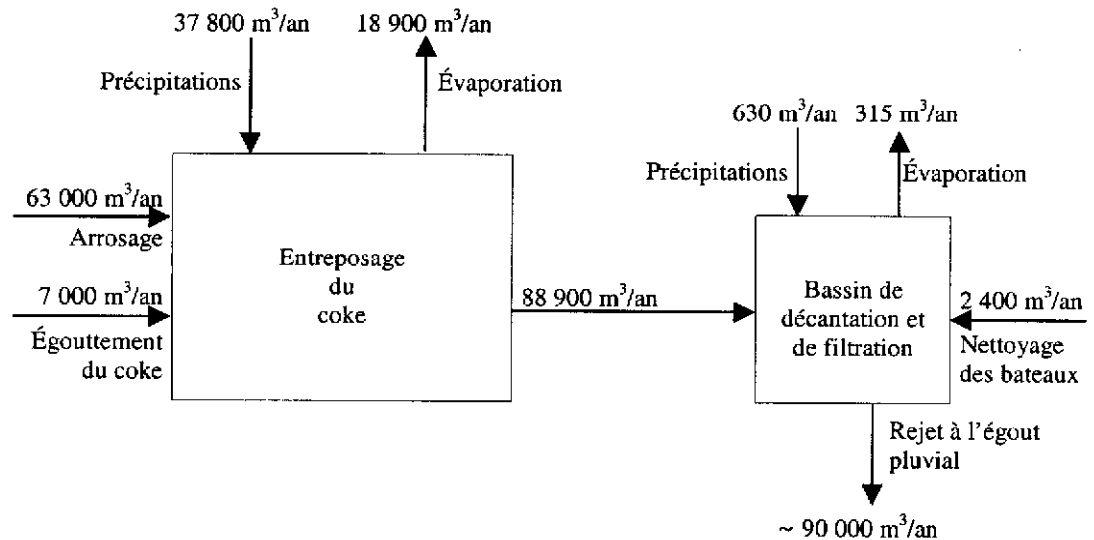 37 800 m³/an
18 900 m³/an
Précipitations
Évaporation
63 000 m³/an
Arrosage
7 000 m³/an
Égouttement
du coke
Entreposage
du
coke
88 900 m³/an
630 m³/an
315 m³/an
Précipitations
Évaporation
Bassin de
décantation et
de filtration
2 400 m³/an
Nettoyage
des bateaux
Rejet à l'égout
pluvial
~ 90 000 m³/an